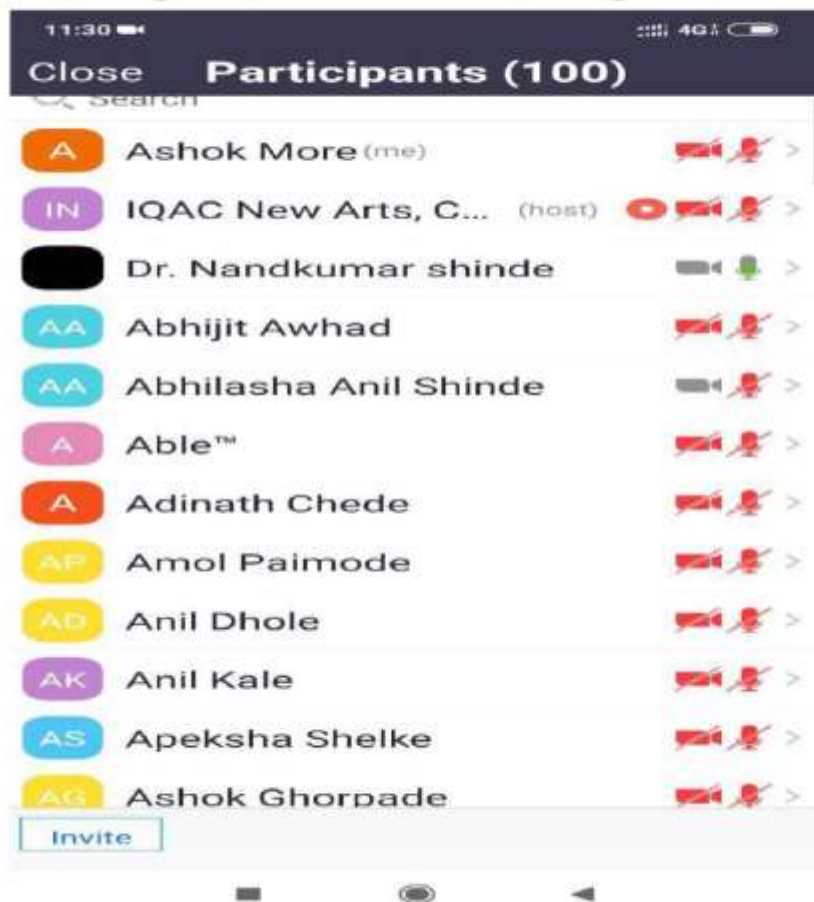 11:30 4G
Close Participants (100)
Search
A Ashok More (me)
IN IQAC New Arts, C... (host)
Dr. Nandkumar shinde
AA Abhijit Awhad
AA Abhilasha Anil Shinde
A Able™
A Adinath Chede
AP Amol Paimode
AD Anil Dhole
AK Anil Kale
AS Apeksha Shelke
AG Ashok Ghorpade
Invite